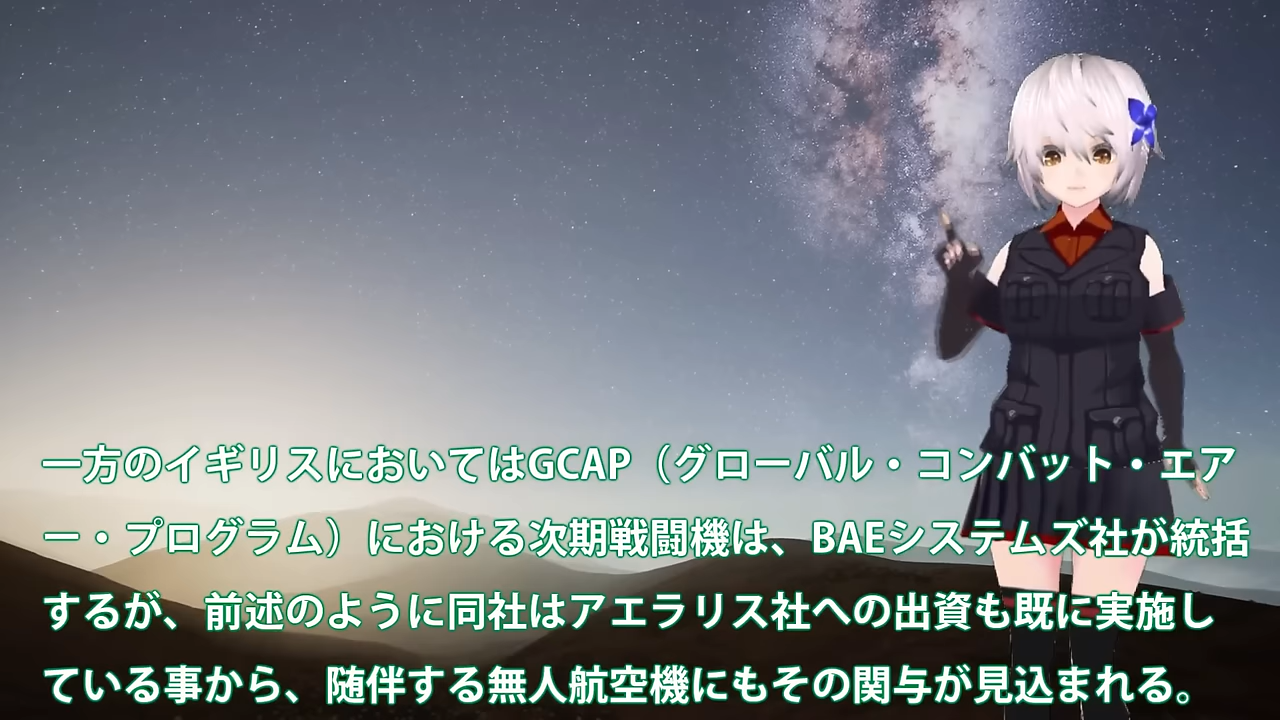 一方のイギリスにおいてはGCAP（グローバル・コンバット・エア
ー・プログラム）における次期戦闘機は、BAEシステムズ社が統括
するが、前述のように同社はアエラリス社への出資も既に実施し
ている事から、随伴する無人航空機にもその関与が見込まれる。